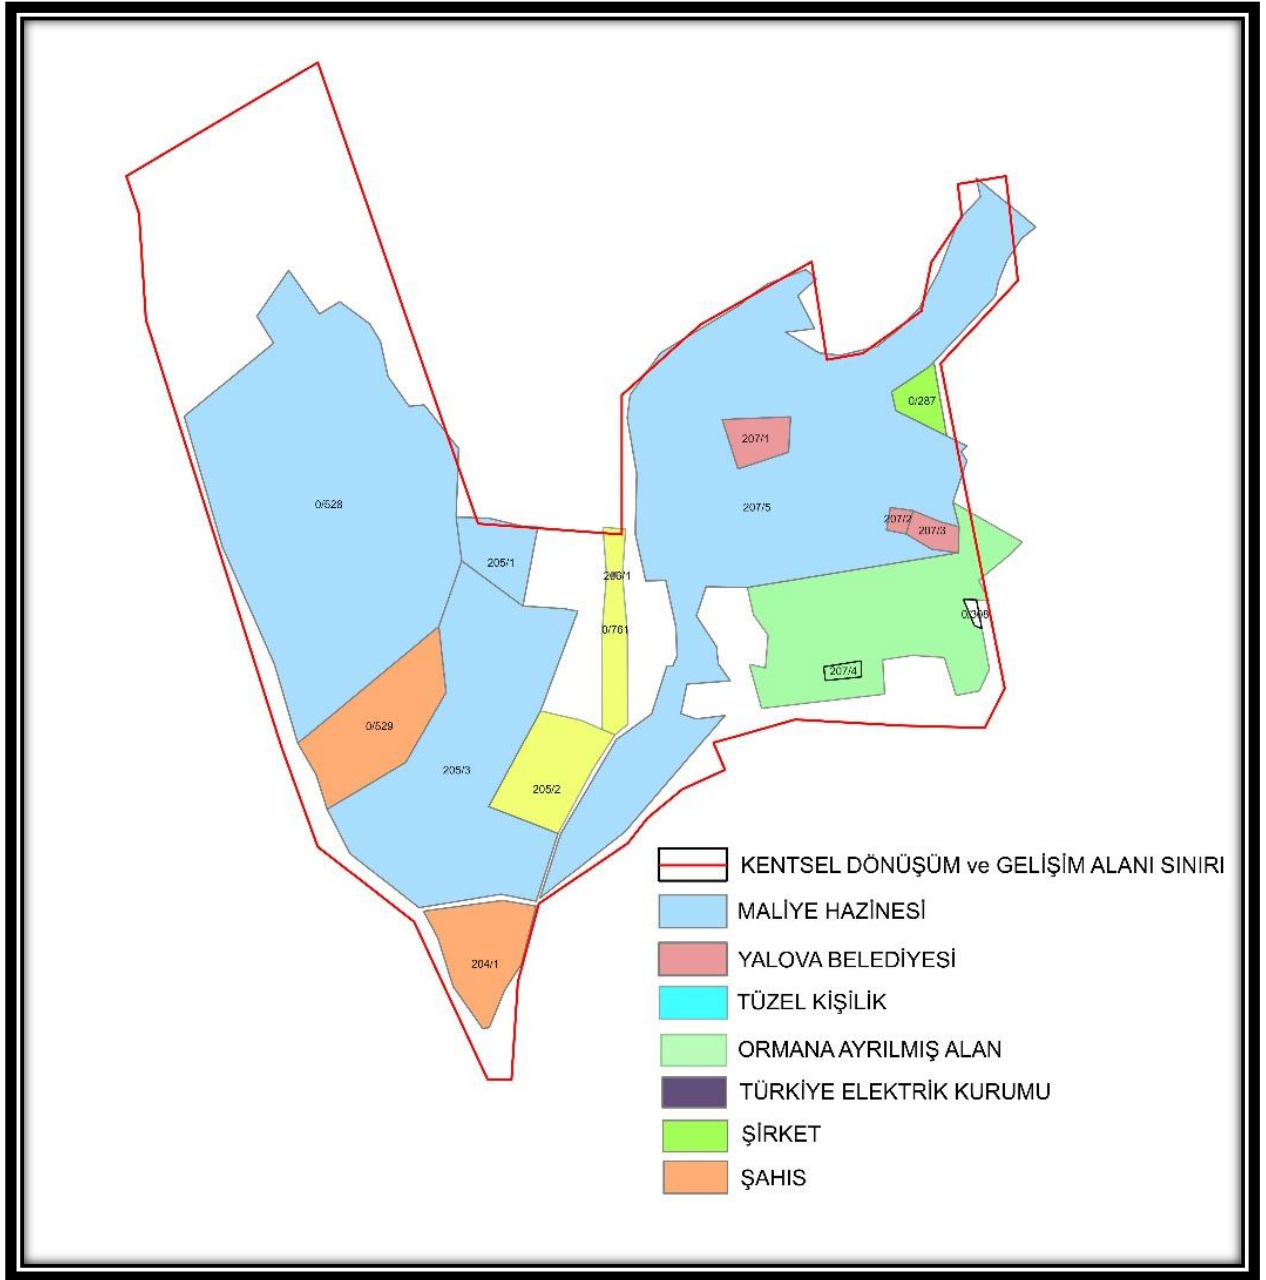 0/287
207/1
0/528
207/5
207/2
207/3
205/1
206/1
0/761
207/4
0/529
205/3
205/2
204/1
KENTSEL DÖNÜŞÜM ve GELİŞİM ALANI SINIRI
MALİYE HAZİNESİ
YALOVA BELEDİYESİ
TÜZEL KİŞİLİK
ORMANA AYRILMIŞ ALAN
TÜRKİYE ELEKTRİK KURUMU
ŞİRKET
ŞAHIS